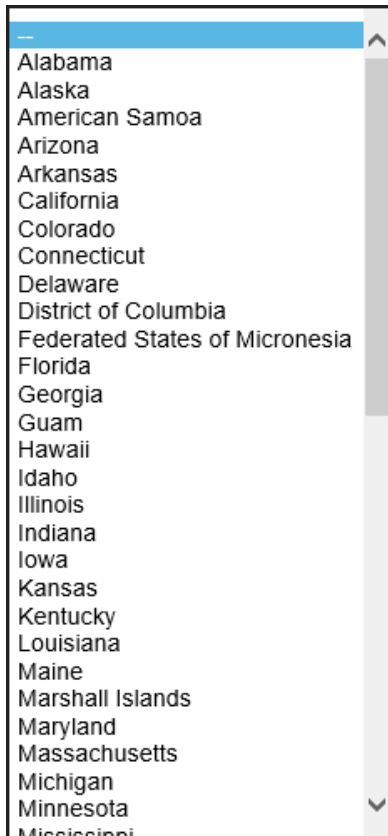 --
Alabama
Alaska
American Samoa
Arizona
Arkansas
California
Colorado
Connecticut
Delaware
District of Columbia
Federated States of Micronesia
Florida
Georgia
Guam
Hawaii
Idaho
Illinois
Indiana
Iowa
Kansas
Kentucky
Louisiana
Maine
Marshall Islands
Maryland
Massachusetts
Michigan
Minnesota
Mississippi